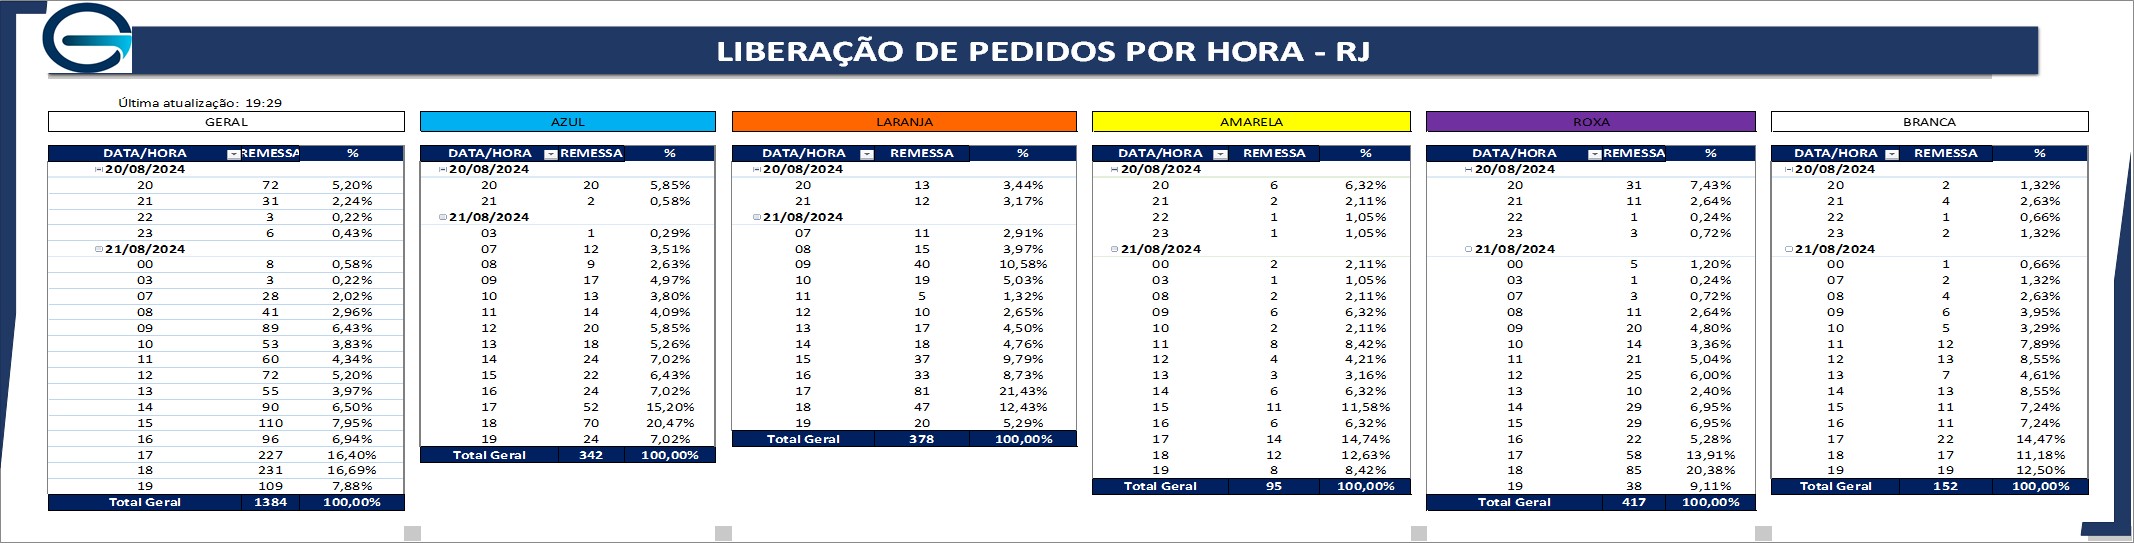 LIBERAÇÃO DE PEDIDOS POR HORA - RJ
Última atualização: 19:29
GERAL
DATA/HORA REMESSA %
20/08/2024
20 72 5,20%
21 31 2,24%
22 3 0,22%
23 6 0,43%
21/08/2024
00 8 0,58%
03 3 0,22%
07 28 2,02%
08 41 2,96%
09 89 6,43%
10 53 3,83%
11 60 4,34%
12 72 5,20%
13 55 3,97%
14 90 6,50%
15 110 7,95%
16 96 6,94%
17 227 16,40%
18 231 16,69%
19 109 7,88%
Total Geral 1384 100,00%
AZUL
DATA/HORA REMESSA %
20/08/2024
20 20 5,85%
21 2 0,58%
21/08/2024
03 1 0,29%
07 12 3,51%
08 9 2,63%
09 17 4,97%
10 13 3,80%
11 14 4,09%
12 20 5,85%
13 18 5,26%
14 24 7,02%
15 22 6,43%
16 24 7,02%
17 52 15,20%
18 70 20,47%
19 24 7,02%
Total Geral 342 100,00%
LARANJA
DATA/HORA REMESSA %
20/08/2024
20 13 3,44%
21 12 3,17%
21/08/2024
07 11 2,91%
08 15 3,97%
09 40 10,58%
10 19 5,03%
11 5 1,32%
12 10 2,65%
13 17 4,50%
14 18 4,76%
15 37 9,79%
16 33 8,73%
17 81 21,43%
18 47 12,43%
19 20 5,29%
Total Geral 378 100,00%
AMARELA
DATA/HORA REMESSA %
20/08/2024
20 6 6,32%
21 2 2,11%
22 1 1,05%
23 1 1,05%
21/08/2024
00 2 2,11%
03 1 1,05%
08 2 2,11%
09 6 6,32%
10 2 2,11%
11 8 8,42%
12 4 4,21%
13 3 3,16%
14 6 6,32%
15 11 11,58%
16 6 6,32%
17 14 14,74%
18 12 12,63%
19 8 8,42%
Total Geral 95 100,00%
ROXA
DATA/HORA REMESSA %
20/08/2024
20 31 7,43%
21 11 2,64%
22 1 0,24%
23 3 0,72%
21/08/2024
00 5 1,20%
03 1 0,24%
07 3 0,72%
08 11 2,64%
09 20 4,80%
10 14 3,36%
11 21 5,04%
12 25 6,00%
13 10 2,40%
14 29 6,95%
15 29 6,95%
16 22 5,28%
17 58 13,91%
18 85 20,38%
19 38 9,11%
Total Geral 417 100,00%
BRANCA
DATA/HORA REMESSA %
20/08/2024
20 2 1,32%
21 4 2,63%
22 1 0,66%
23 2 1,32%
21/08/2024
00 1 0,66%
07 2 1,32%
08 4 2,63%
09 6 3,95%
10 5 3,29%
11 12 7,89%
12 13 8,55%
13 7 4,61%
14 13 8,55%
15 11 7,24%
16 11 7,24%
17 22 14,47%
18 17 11,18%
19 19 12,50%
Total Geral 152 100,00%